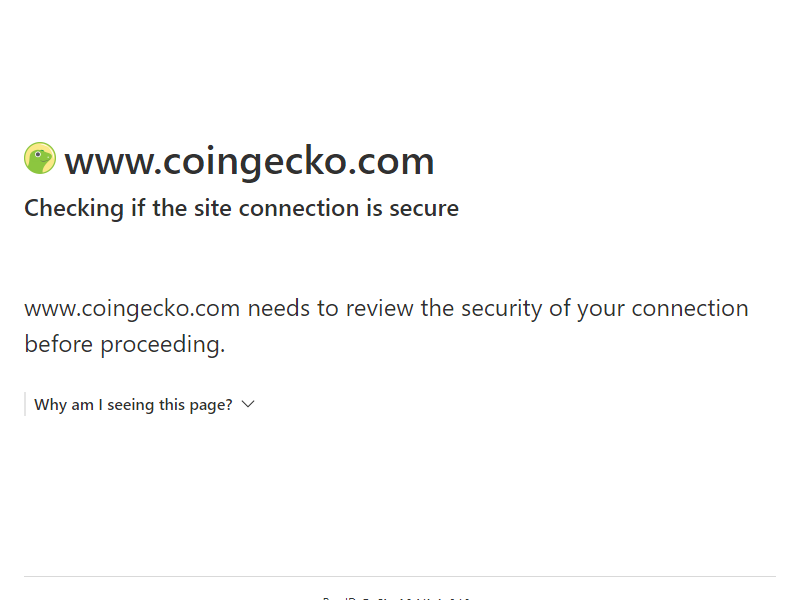 www.coingecko.com
Checking if the site connection is secure
www.coingecko.com needs to review the security of your connection
before proceeding.
Why am I seeing this page?